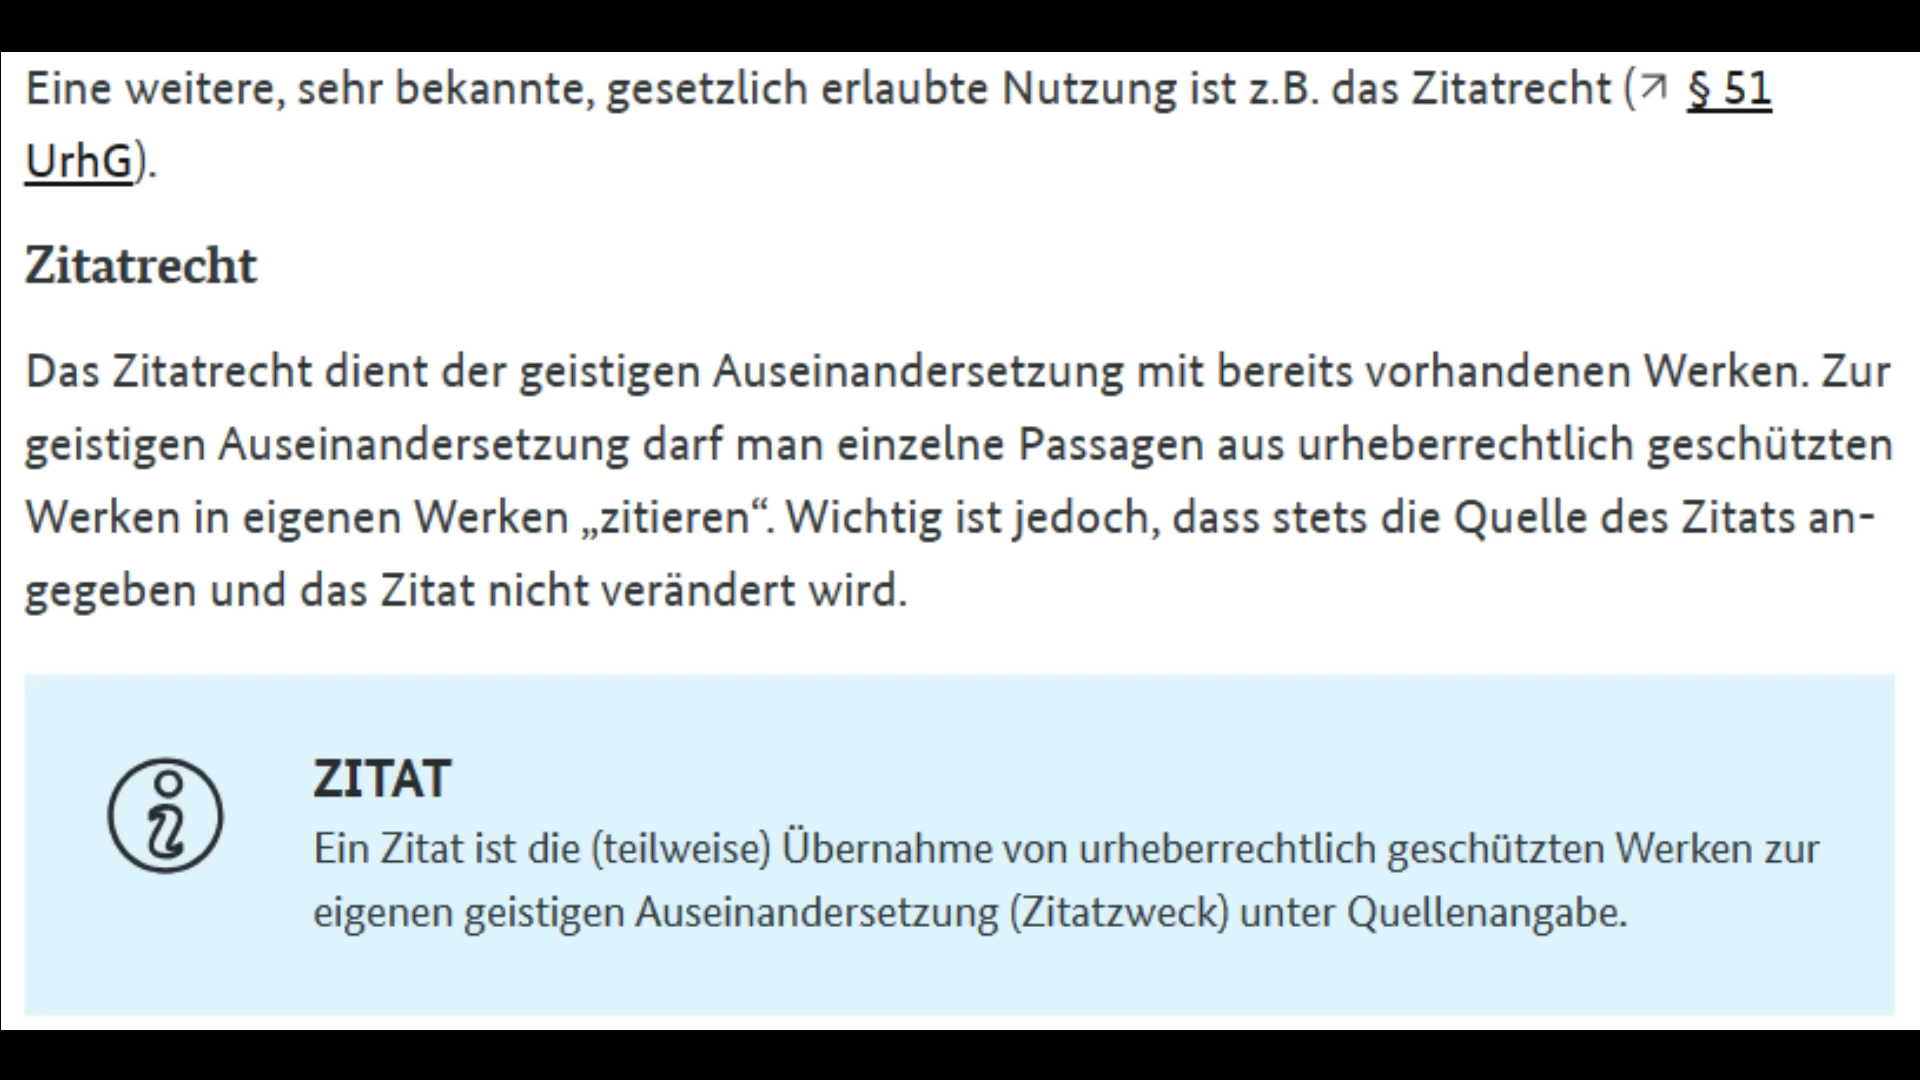 Eine weitere, sehr bekannte, gesetzlich erlaubte Nutzung ist z.B. das Zitatrecht (↗ § 51
UrhG).
Zitatrecht
Das Zitatrecht dient der geistigen Auseinandersetzung mit bereits vorhandenen Werken. Zur
geistigen Auseinandersetzung darf man einzelne Passagen aus urheberrechtlich geschützten
Werken in eigenen Werken „zitieren“. Wichtig ist jedoch, dass stets die Quelle des Zitats an-
gegeben und das Zitat nicht verändert wird.
ZITAT
Ein Zitat ist die (teilweise) Übernahme von urheberrechtlich geschützten Werken zur
eigenen geistigen Auseinandersetzung (Zitatzweck) unter Quellenangabe.